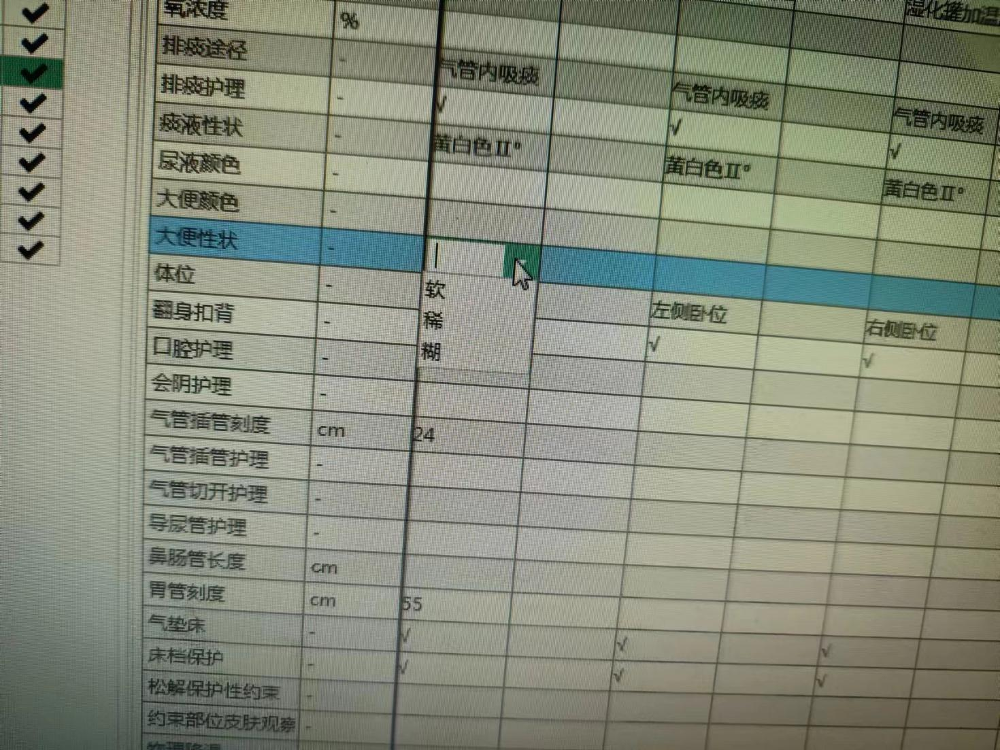 湿化罐加温
氧浓度 %
排痰途径 - 气管内吸痰 气管内吸痰 气管内吸痰
排痰护理 - √ √ √
痰液性状 - 黄白色Ⅱ° 黄白色Ⅱ° 黄白色Ⅱ°
尿液颜色 -
大便颜色 -
大便性状 -
软
稀
糊
体位 - 左侧卧位 右侧卧位
翻身扣背 - √ √
口腔护理 -
会阴护理 -
气管插管刻度 cm 24
气管插管护理 -
气管切开护理 -
导尿管护理 -
鼻肠管长度 cm
胃管刻度 cm 55
气垫床 - √ √ √
床档保护 - √ √ √
松解保护性约束 -
约束部位皮肤观察 -